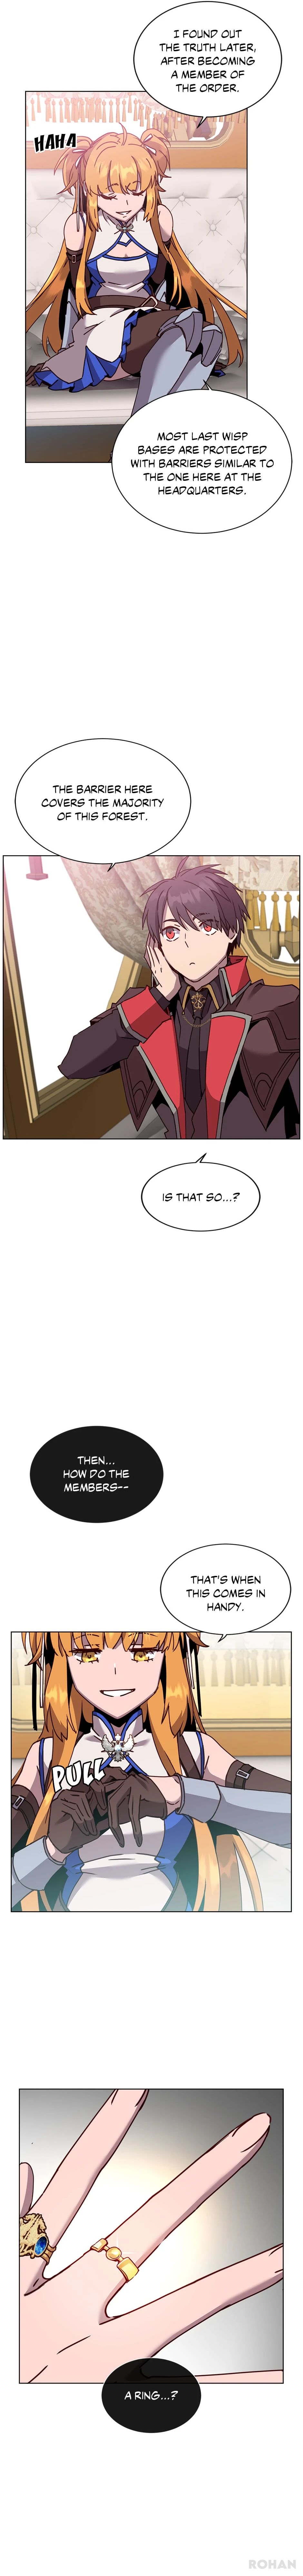 I FOUND OUT
THE TRUTH LATER,
AFTER BECOMING
A MEMBER OF
THE ORDER.
HAHA
MOST LAST WISP
BASES ARE PROTECTED
WITH BARRIERS SIMILAR TO
THE ONE HERE AT THE
HEADQUARTERS.
THE BARRIER HERE
COVERS THE MAJORITY
OF THIS FOREST.
IS THAT SO...?
THEN...
HOW DO THE
MEMBERS--
THAT'S WHEN
THIS COMES IN
HANDY.
PULL
A RING...?
ROHAN